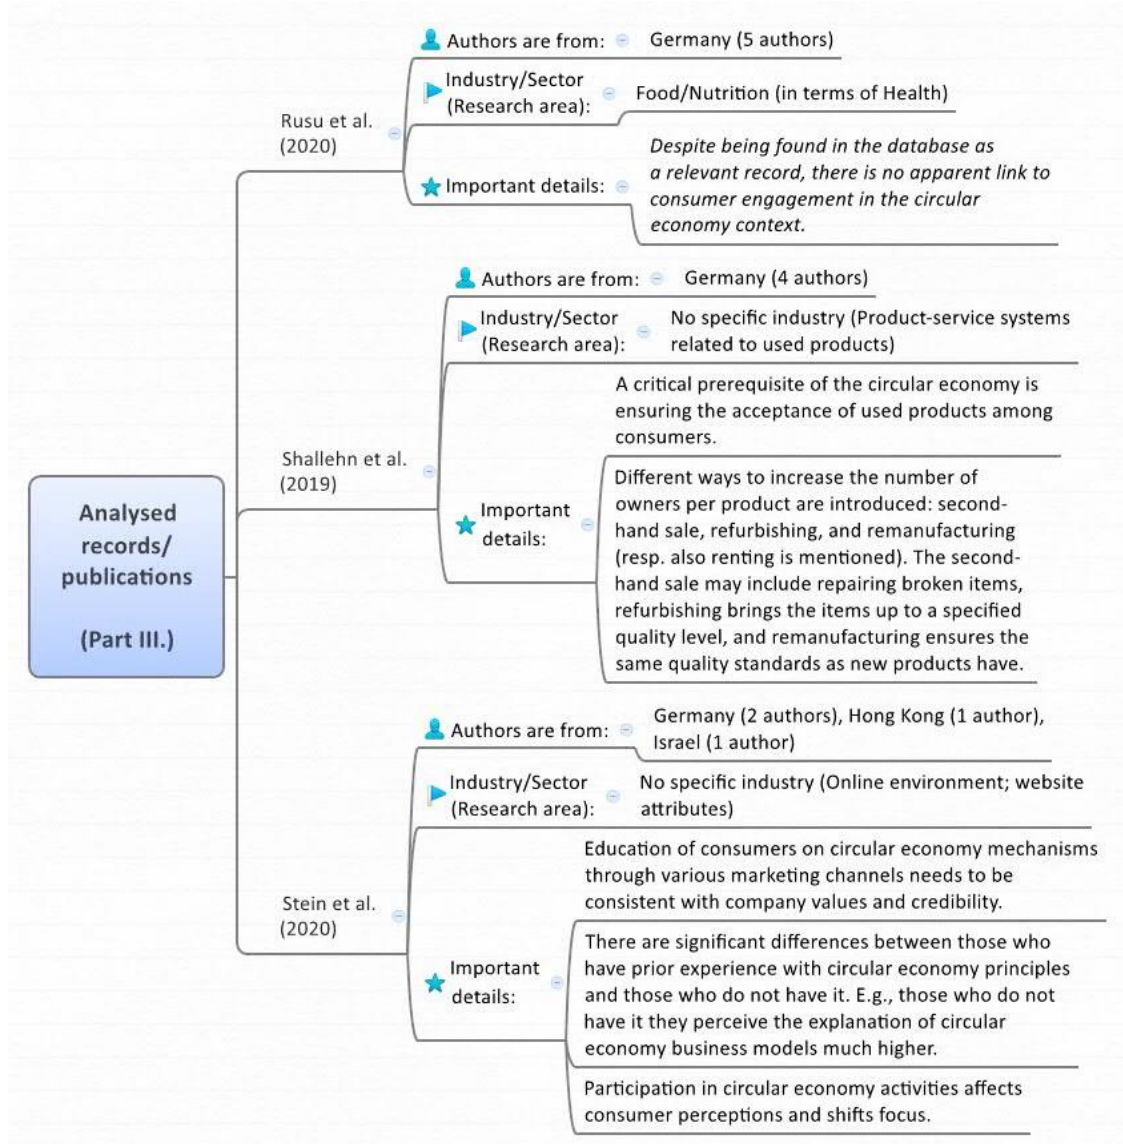 Analysed
records/
publications
(Part III.)
Rusu et al.
(2020)
Authors are from:
Germany (5 authors)
Industry/Sector
(Research area):
Food/Nutrition (in terms of Health)
Important details:
Despite being found in the database as
a relevant record, there is no apparent link to
consumer engagement in the circular
economy context.
Shallehn et al.
(2019)
Authors are from:
Germany (4 authors)
Industry/Sector
(Research area):
No specific industry (Product-service systems
related to used products)
Important
details:
A critical prerequisite of the circular economy is
ensuring the acceptance of used products among
consumers.
Different ways to increase the number of
owners per product are introduced: second-
hand sale, refurbishing, and remanufacturing
(resp. also renting is mentioned). The second-
hand sale may include repairing broken items,
refurbishing brings the items up to a specified
quality level, and remanufacturing ensures the
same quality standards as new products have.
Stein et al.
(2020)
Authors are from:
Germany (2 authors), Hong Kong (1 author),
Israel (1 author)
Industry/Sector
(Research area):
No specific industry (Online environment; website
attributes)
Important
details:
Education of consumers on circular economy mechanisms
through various marketing channels needs to be
consistent with company values and credibility.
There are significant differences between those who
have prior experience with circular economy principles
and those who do not have it. E.g., those who do not
have it they perceive the explanation of circular
economy business models much higher.
Participation in circular economy activities affects
consumer perceptions and shifts focus.